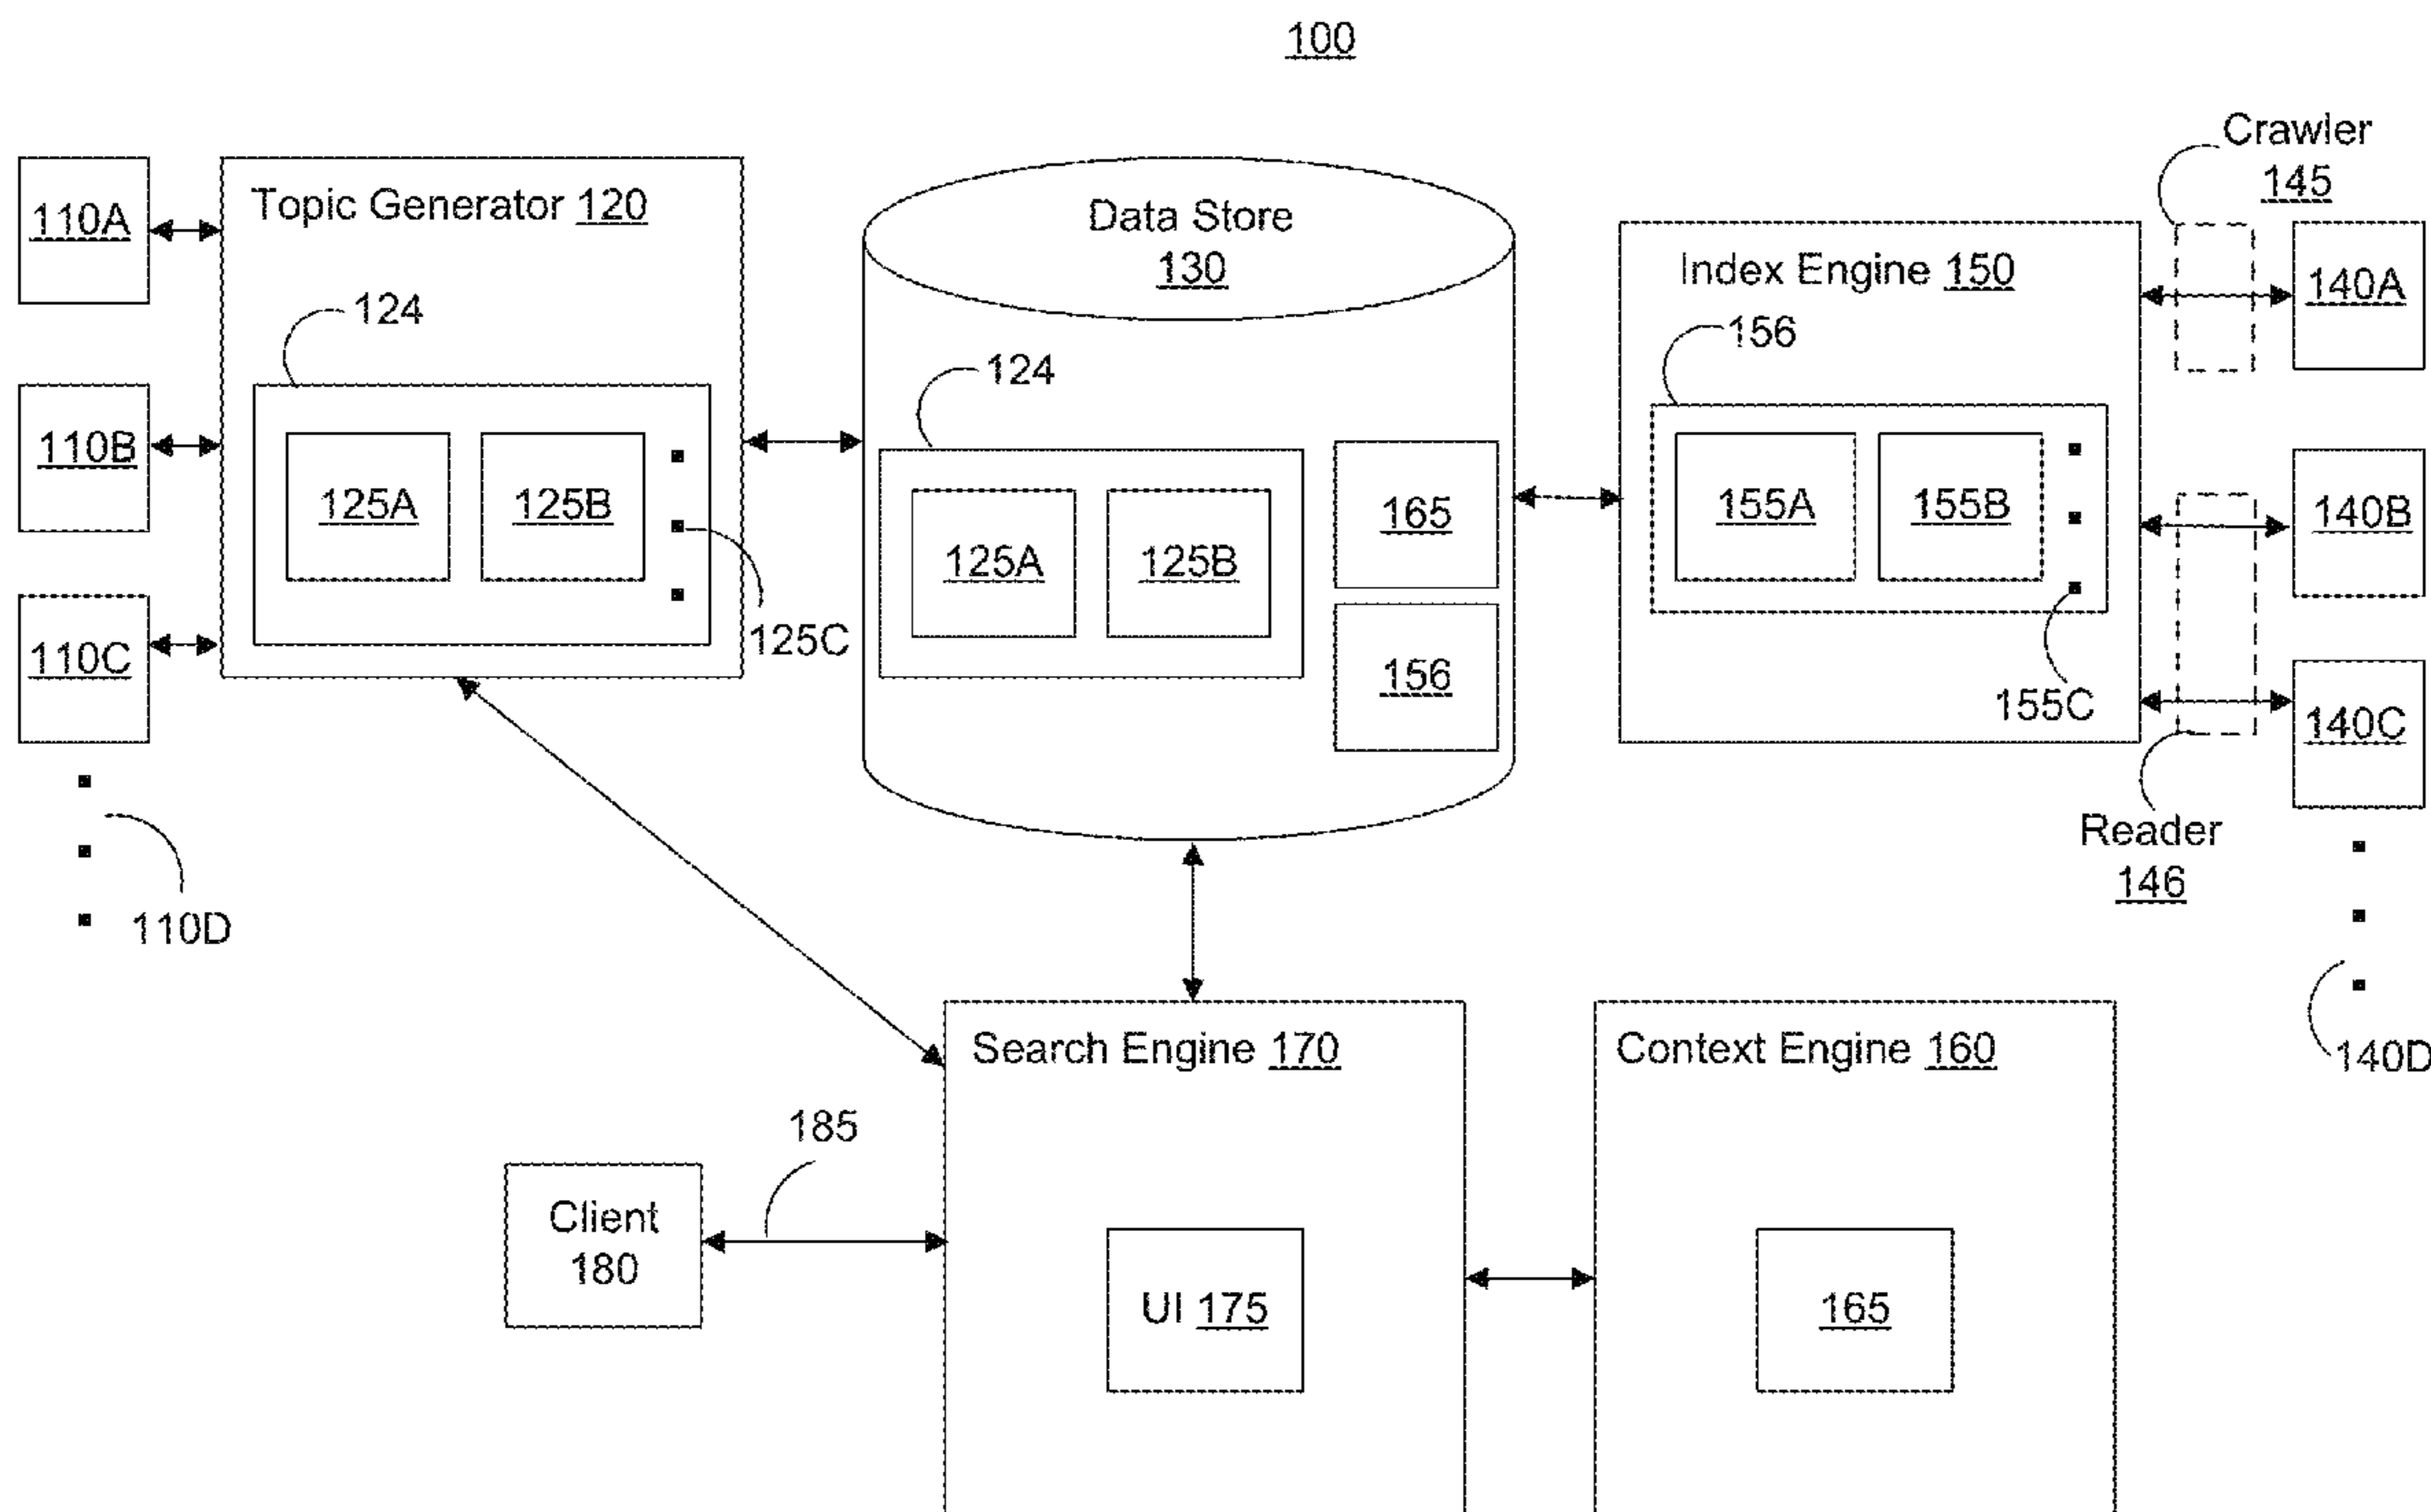 100
Crawler
145
110A
Topic Generator 120
Data Store
130
Index Engine 150
140A
124
124
156
110B
125A
125B
125C
125A
125B
165
156
155A
155B
155C
140B
110C
140C
Reader
146
110D
140D
Search Engine 170
Context Engine 160
185
Client
180
UI 175
165